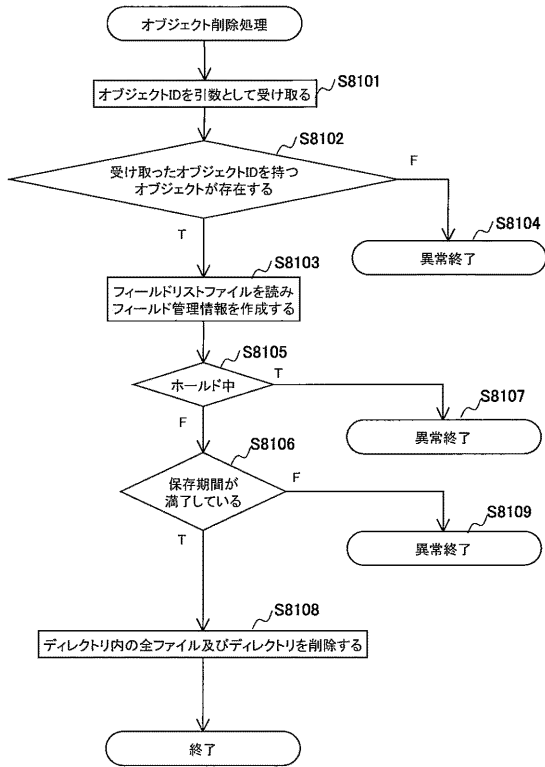 オブジェクト削除処理
S8101
オブジェクトIDを引数として受け取る
S8102
受け取ったオブジェクトIDを持つ
オブジェクトが存在する
F
T
S8104
異常終了
S8103
フィールドリストファイルを読み
フィールド管理情報を作成する
S8105
ホールド中
T
F
S8107
異常終了
S8106
保存期間が
満了している
F
T
S8109
異常終了
S8108
ディレクトリ内の全ファイル及びディレクトリを削除する
終了